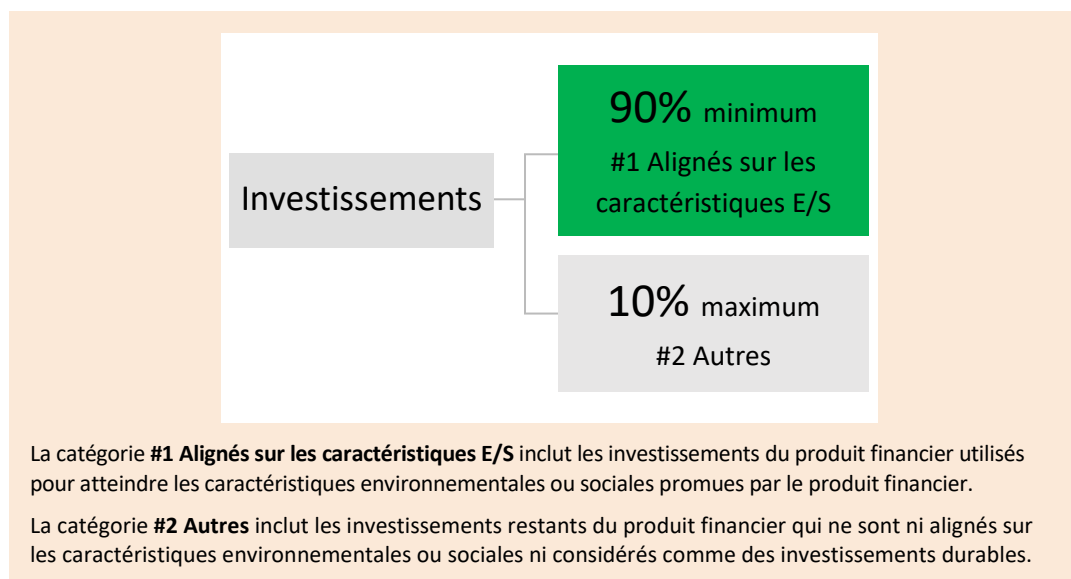 Investissements
90% minimum
#1 Alignés sur les
caractéristiques E/S
10% maximum
#2 Autres
La catégorie #1 Alignés sur les caractéristiques E/S inclut les investissements du produit financier utilisés
pour atteindre les caractéristiques environnementales ou sociales promues par le produit financier.
La catégorie #2 Autres inclut les investissements restants du produit financier qui ne sont ni alignés sur
les caractéristiques environnementales ou sociales ni considérés comme des investissements durables.